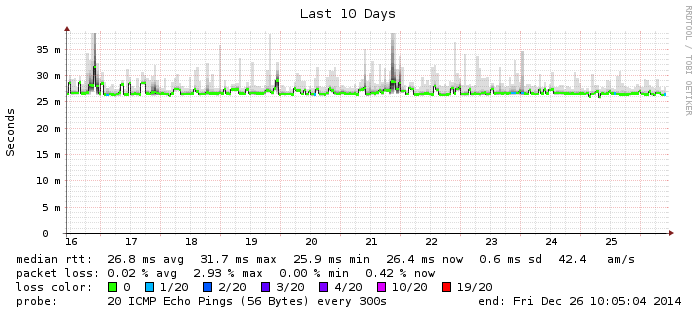 Last 10 Days
RRDTOOL / TOBI OETIKER
Seconds
35 m
30 m
25 m
20 m
15 m
10 m
5 m
0
16 17 18 19 20 21 22 23 24 25
median rtt: 26.8 ms avg 31.7 ms max 25.9 ms min 26.4 ms now 0.6 ms sd 42.4 am/s
packet loss: 0.02 % avg 2.93 % max 0.00 % min 0.42 % now
loss color: 0 1/20 2/20 3/20 4/20 10/20 19/20
probe: 20 ICMP Echo Pings (56 Bytes) every 300s end: Fri Dec 26 10:05:04 2014